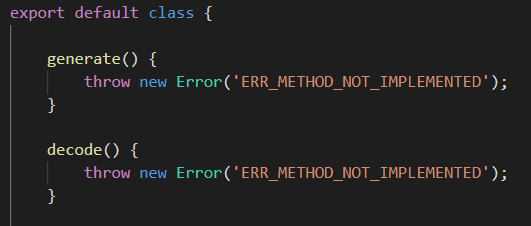 export default class {
generate() {
throw new Error('ERR_METHOD_NOT_IMPLEMENTED');
}
decode() {
throw new Error('ERR_METHOD_NOT_IMPLEMENTED');
}